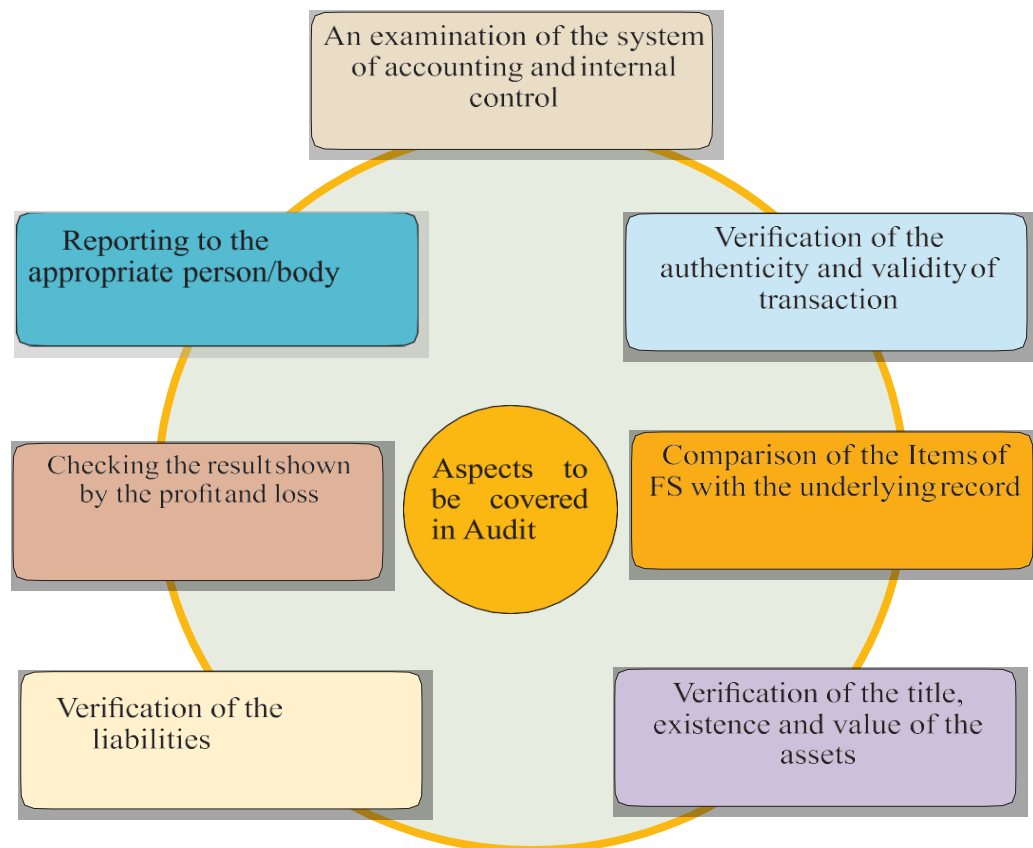 An examination of the system
of accounting and internal
control
Reporting to the
appropriate person/body
Verification of the
authenticity and validity of
transaction
Checking the result shown
by the profit and loss
Aspects to
be covered
in Audit
Comparison of the Items of
FS with the underlying record
Verification of the
liabilities
Verification of the title,
existence and value of the
assets